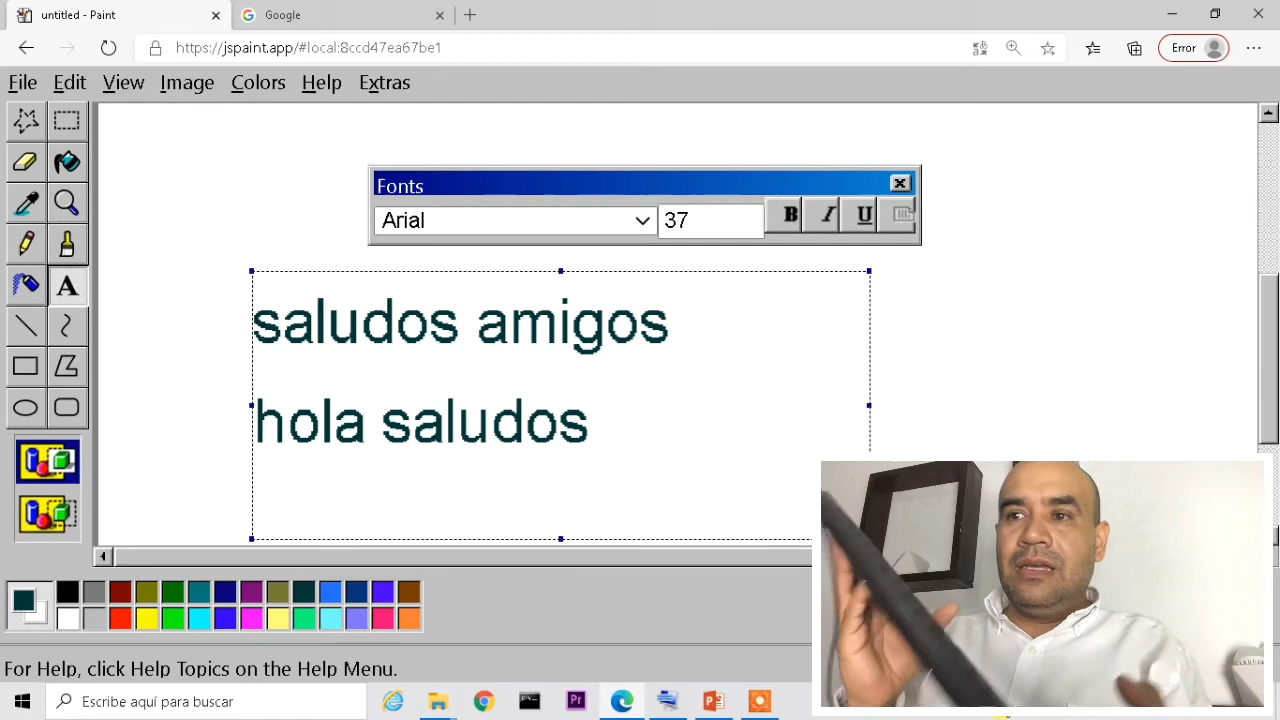 untitled - Paint
Google
https://jspaint.app/#local:8ccd47ea67be1
Error
File Edit View Image Colors Help Extras
Fonts
Arial 37 B I U
A
saludos amigos
hola saludos
For Help, click Help Topics on the Help Menu.
Escribe aquí para buscar
Pr